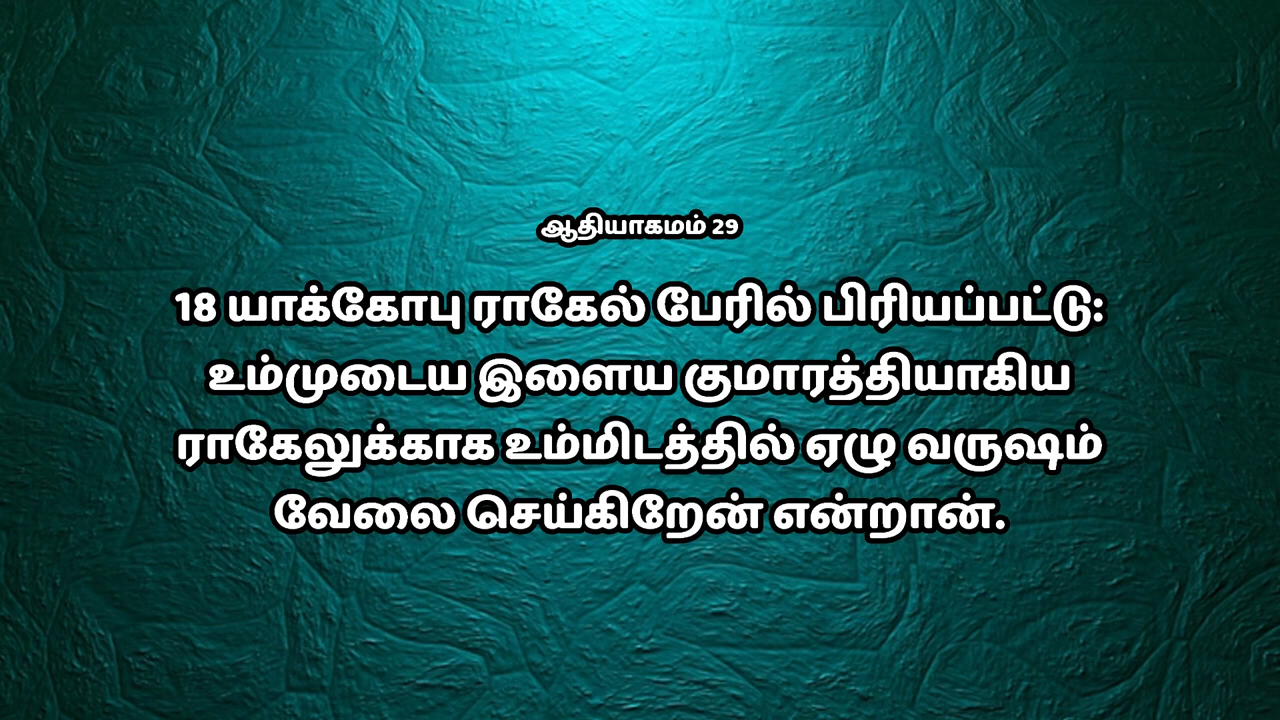 ஆதியாகமம் 29
18 யாக்கோபு ராகேல் பேரில் பிரியப்பட்டு:
உம்முடைய இளைய குமாரத்தியாகிய
ராகேலுக்காக உம்மிடத்தில் ஏழு வருஷம்
வேலை செய்கிறேன் என்றான்.